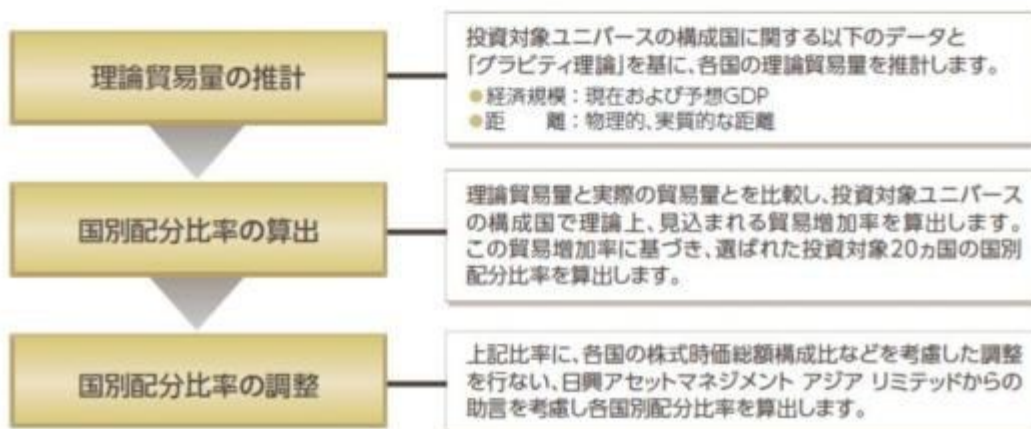 理論貿易量の推計
投資対象ユニバースの構成国に関する以下のデータと
「グラビティ理論」を基に、各国の理論貿易量を推計します。
●経済規模：現在および予想GDP
●距　　離：物理的、実質的な距離
国別配分比率の算出
理論貿易量と実際の貿易量とを比較し、投資対象ユニバース
の構成国で理論上、見込まれる貿易増加率を算出します。
この貿易増加率に基づき、選ばれた投資対象20ヵ国の国別
配分比率を算出します。
国別配分比率の調整
上記比率に、各国の株式時価総額構成比などを考慮した調整
を行ない、日興アセットマネジメント アジア リミテッドからの
助言を考慮し各国別配分比率を算出します。